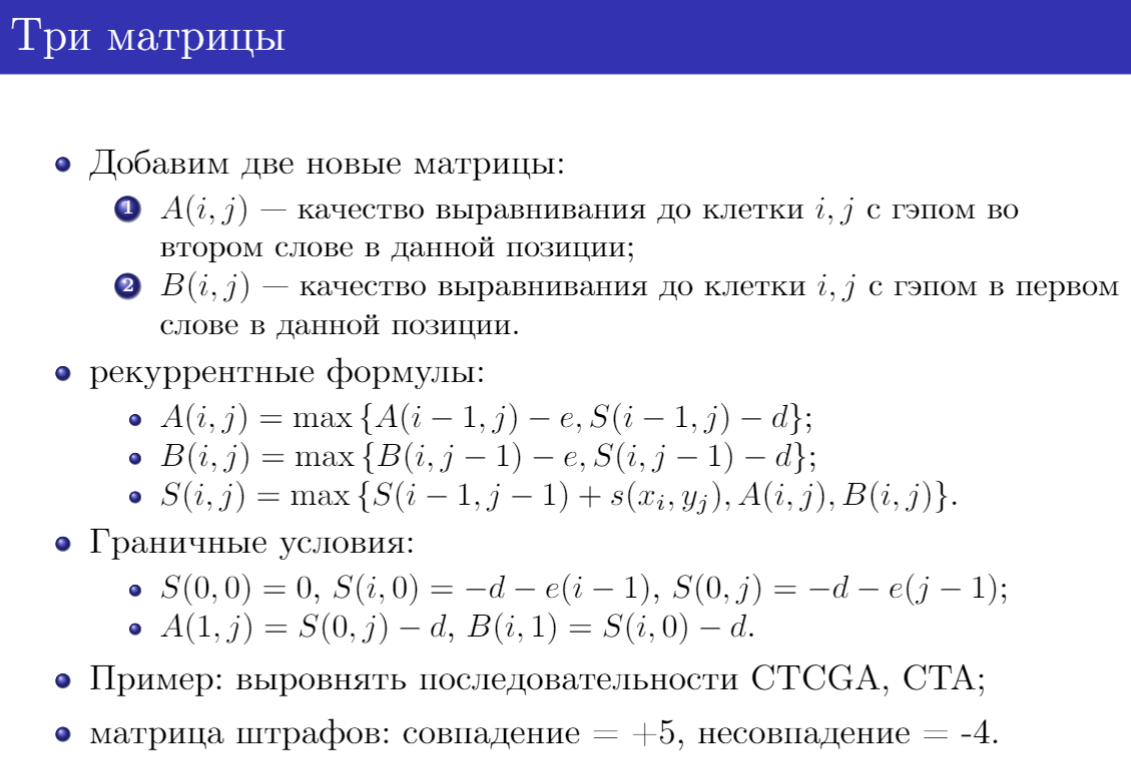 Три матрицы
Добавим две новые матрицы:
1 A(i, j) — качество выравнивания до клетки i, j с гэпом во
втором слове в данной позиции;
2 B(i, j) — качество выравнивания до клетки i, j с гэпом в первом
слове в данной позиции.
рекуррентные формулы:
A(i, j) = max {A(i − 1, j) − e, S(i − 1, j) − d};
B(i, j) = max {B(i, j − 1) − e, S(i, j − 1) − d};
S(i, j) = max {S(i − 1, j − 1) + s(xᵢ, yⱼ), A(i, j), B(i, j)}.
Граничные условия:
S(0, 0) = 0, S(i, 0) = −d − e(i − 1), S(0, j) = −d − e(j − 1);
A(1, j) = S(0, j) − d, B(i, 1) = S(i, 0) − d.
Пример: выровнять последовательности CTCGA, CTA;
матрица штрафов: совпадение = +5, несовпадение = -4.